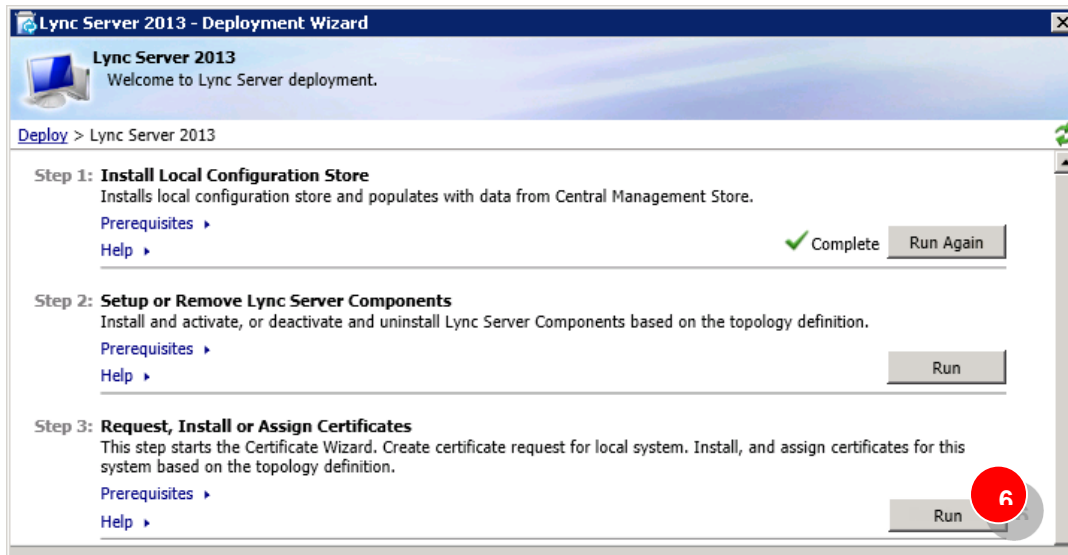 Lync Server 2013 - Deployment Wizard
Lync Server 2013
Welcome to Lync Server deployment.
Deploy > Lync Server 2013
Step 1: Install Local Configuration Store
Installs local configuration store and populates with data from Central Management Store.
Prerequisites ▸
Help ▸
Complete Run Again
Step 2: Setup or Remove Lync Server Components
Install and activate, or deactivate and uninstall Lync Server Components based on the topology definition.
Prerequisites ▸
Help ▸
Run
Step 3: Request, Install or Assign Certificates
This step starts the Certificate Wizard. Create certificate request for local system. Install, and assign certificates for this
system based on the topology definition.
Prerequisites ▸
Help ▸
Run 6